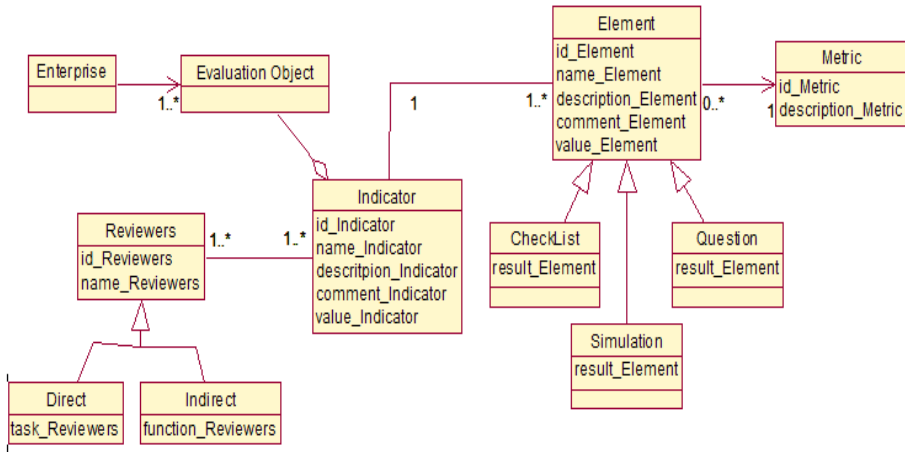 Enterprise
1..*
Evaluation Object
Element
id_Element
name_Element
description_Element
comment_Element
value_Element
1
1..*
0..*
1
Metric
id_Metric
description_Metric
Indicator
id_Indicator
name_Indicator
descritpion_Indicator
comment_Indicator
value_Indicator
Reviewers
id_Reviewers
name_Reviewers
1..*
1..*
CheckList
result_Element
Question
result_Element
Simulation
result_Element
Direct
task_Reviewers
Indirect
function_Reviewers